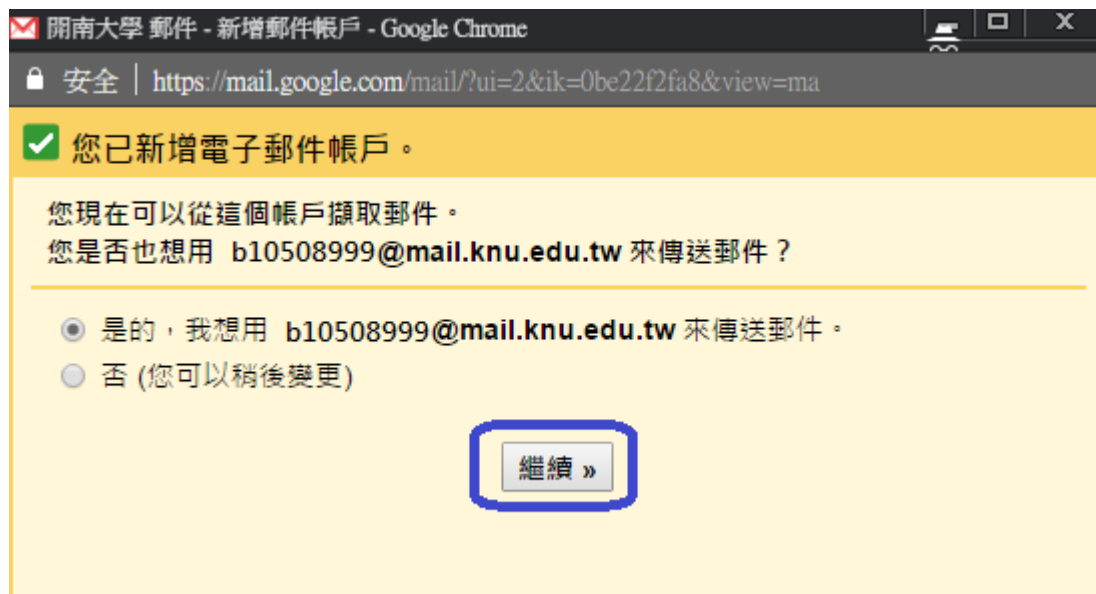 開南大學 郵件 - 新增郵件帳戶 - Google Chrome
安全 | https://mail.google.com/mail/?ui=2&ik=0be22f2fa8&view=ma
您已新增電子郵件帳戶。
您現在可以從這個帳戶擷取郵件。
您是否也想用 b10508999@mail.knu.edu.tw 來傳送郵件？
是的，我想用 b10508999@mail.knu.edu.tw 來傳送郵件。
否 (您可以稍後變更)
繼續 »